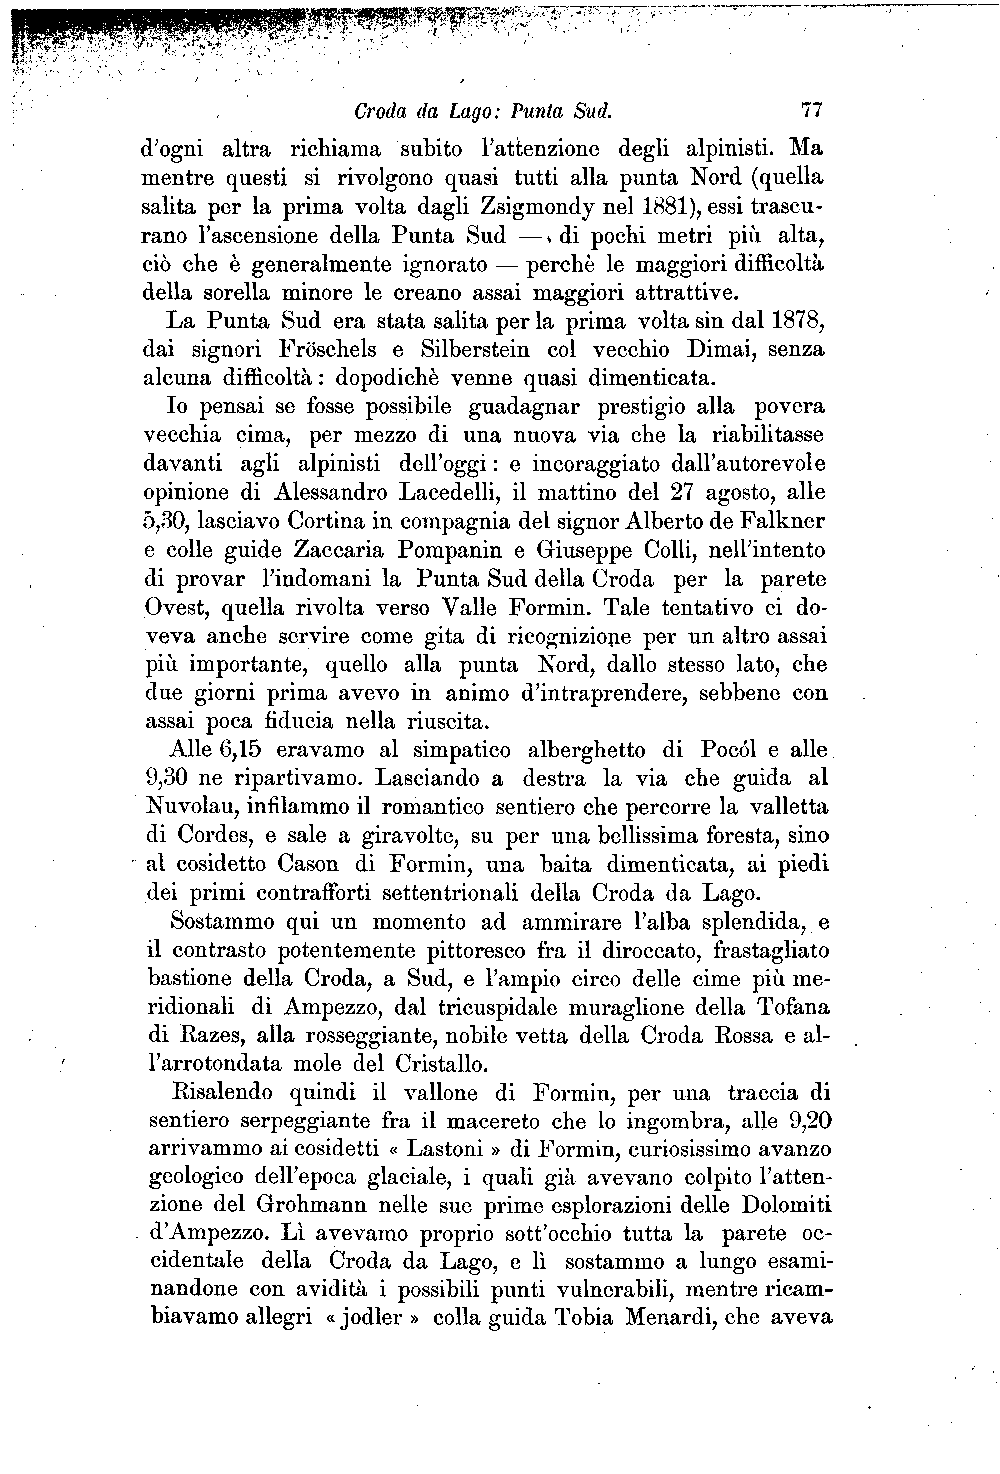 Croda da Lago: Punta Sud. 77
d'ogni altra richiama subito l'attenzione degli alpinisti. Ma
mentre questi si rivolgono quasi tutti alla punta Nord (quella
salita per la prima volta dagli Zsigmondy nel 1881), essi trascu-
rano l'ascensione della Punta Sud — di pochi metri più alta,
ciò che è generalmente ignorato — perchè le maggiori difficoltà
della sorella minore le creano assai maggiori attrattive.
La Punta Sud era stata salita per la prima volta sin dal 1878,
dai signori Fröschels e Silberstein col vecchio Dimai, senza
alcuna difficoltà : dopodichè venne quasi dimenticata.
Io pensai se fosse possibile guadagnar prestigio alla povera
vecchia cima, per mezzo di una nuova via che la riabilitasse
davanti agli alpinisti dell'oggi : e incoraggiato dall'autorevole
opinione di Alessandro Lacedelli, il mattino del 27 agosto, alle
5,30, lasciavo Cortina in compagnia del signor Alberto de Falkner
e colle guide Zaccaria Pompanin e Giuseppe Colli, nell'intento
di provar l'indomani la Punta Sud della Croda per la parete
Ovest, quella rivolta verso Valle Formin. Tale tentativo ci do-
veva anche servire come gita di ricognizione per un altro assai
più importante, quello alla punta Nord, dallo stesso lato, che
due giorni prima avevo in animo d'intraprendere, sebbene con
assai poca fiducia nella riuscita.
Alle 6,15 eravamo al simpatico alberghetto di Pocól e alle
9,30 ne ripartivamo. Lasciando a destra la via che guida al
Nuvolau, infilammo il romantico sentiero che percorre la valletta
di Cordes, e sale a giravolte, su per una bellissima foresta, sino
al cosidetto Cason di Formin, una baita dimenticata, ai piedi
dei primi contrafforti settentrionali della Croda da Lago.
Sostammo qui un momento ad ammirare l'alba splendida, e
il contrasto potentemente pittoresco fra il diroccato, frastagliato
bastione della Croda, a Sud, e l'ampio circo delle cime più me-
ridionali di Ampezzo, dal tricuspidale muraglione della Tofana
di Razes, alla rosseggiante, nobile vetta della Croda Rossa e al-
l'arrotondata mole del Cristallo.
Risalendo quindi il vallone di Formin, per una traccia di
sentiero serpeggiante fra il macereto che lo ingombra, alle 9,20
arrivammo ai cosidetti « Lastoni » di Formin, curiosissimo avanzo
geologico dell'epoca glaciale, i quali già avevano colpito l'atten-
zione del Grohmann nelle sue prime esplorazioni delle Dolomiti
d'Ampezzo. Lì avevamo proprio sott'occhio tutta la parete oc-
cidentale della Croda da Lago, e lì sostammo a lungo esami-
nandone con avidità i possibili punti vulnerabili, mentre ricam-
biavamo allegri « jodler » colla guida Tobia Menardi, che aveva